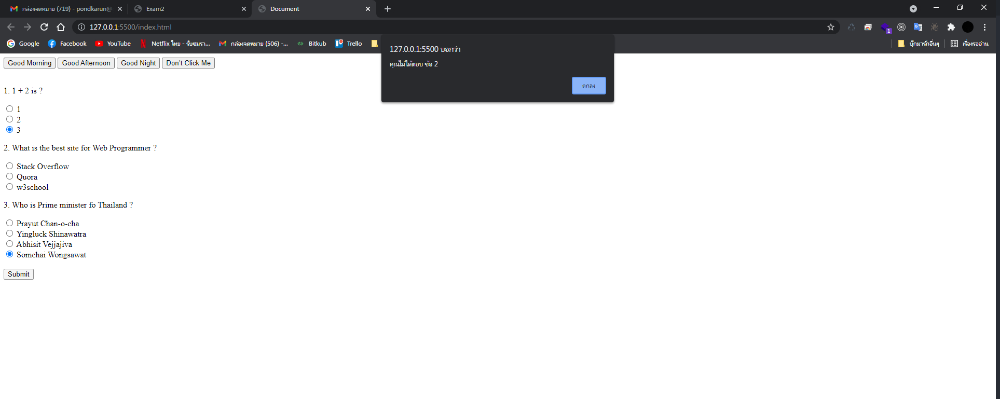 กล่องจดหมาย (719) - pondkarun@
Exam2
Document
127.0.0.1:5500/index.html
1
Google
Facebook
YouTube
Netflix ไทย - รับชมรา...
กล่องจดหมาย (506) -...
Bitkub
Trello
บุ๊กมาร์กอื่นๆ
เรื่องรออ่าน
127.0.0.1:5500 บอกว่า
คุณไม่ได้ตอบ ข้อ 2
ตกลง
Good Morning Good Afternoon Good Night Don't Click Me
1. 1 + 2 is ?
1
2
3
2. What is the best site for Web Programmer ?
Stack Overflow
Quora
w3school
3. Who is Prime minister fo Thailand ?
Prayut Chan-o-cha
Yingluck Shinawatra
Abhisit Vejjajiva
Somchai Wongsawat
Submit